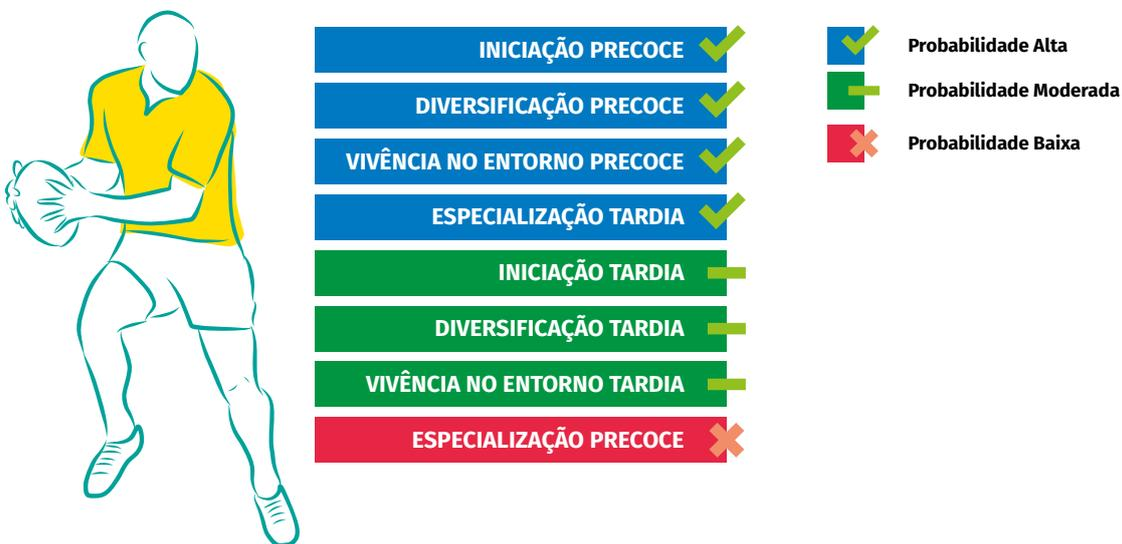 INICIAÇÃO PRECOCE
DIVERSIFICAÇÃO PRECOCE
VIVÊNCIA NO ENTORNO PRECOCE
ESPECIALIZAÇÃO TARDIA
INICIAÇÃO TARDIA
DIVERSIFICAÇÃO TARDIA
VIVÊNCIA NO ENTORNO TARDIA
ESPECIALIZAÇÃO PRECOCE
Probabilidade Alta
Probabilidade Moderada
Probabilidade Baixa